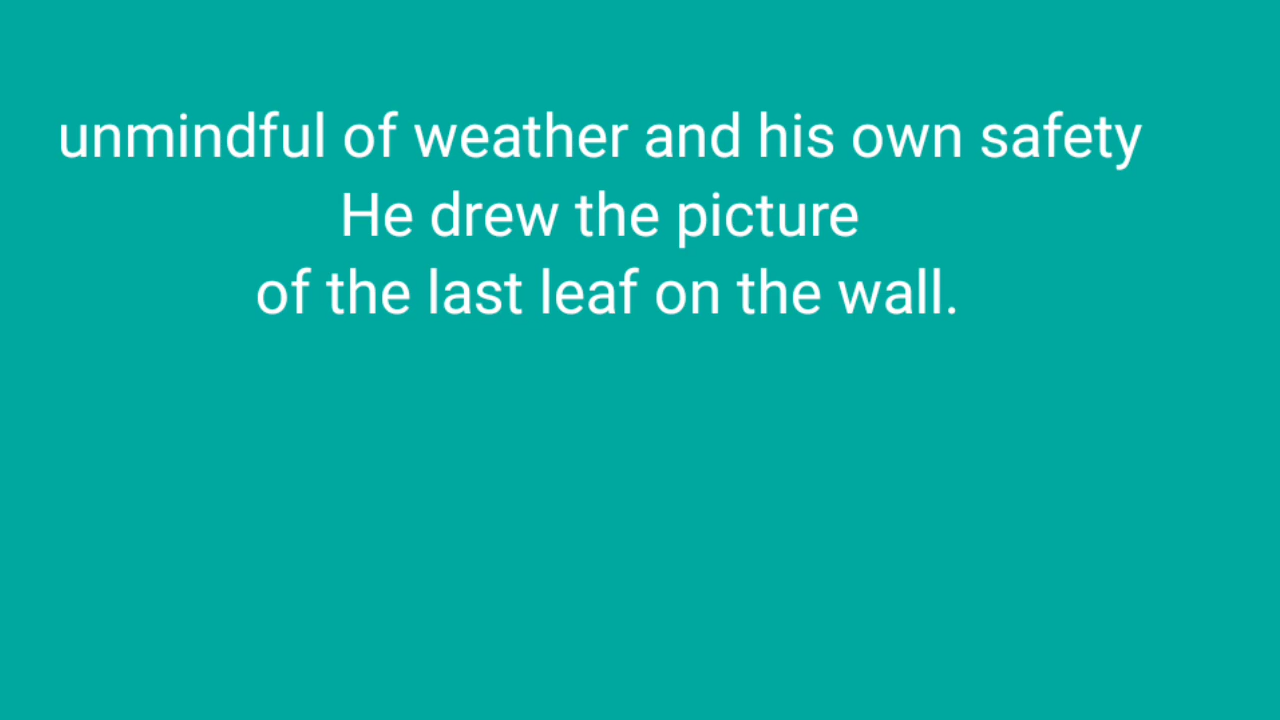 unmindful of weather and his own safety
He drew the picture
of the last leaf on the wall.